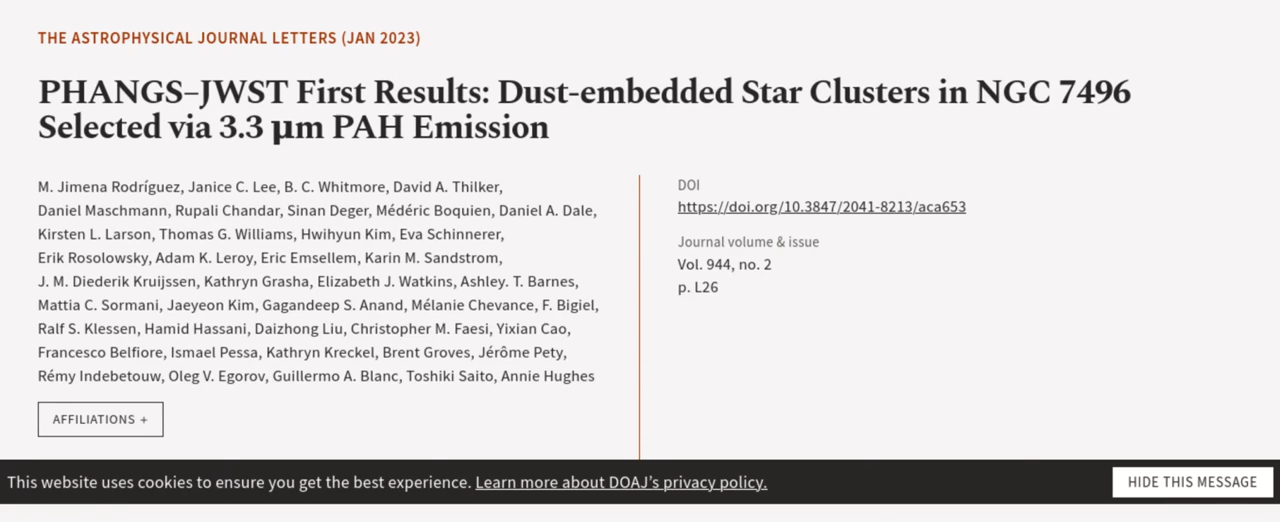 THE ASTROPHYSICAL JOURNAL LETTERS (JAN 2023)
PHANGS–JWST First Results: Dust-embedded Star Clusters in NGC 7496
Selected via 3.3 μm PAH Emission
M. Jimena Rodríguez, Janice C. Lee, B. C. Whitmore, David A. Thilker,
Daniel Maschmann, Rupali Chandar, Sinan Deger, Médéric Boquien, Daniel A. Dale,
Kirsten L. Larson, Thomas G. Williams, Hwihyun Kim, Eva Schinnerer,
Erik Rosolowsky, Adam K. Leroy, Eric Emsellem, Karin M. Sandstrom,
J. M. Diederik Kruijssen, Kathryn Grasha, Elizabeth J. Watkins, Ashley. T. Barnes,
Mattia C. Sormani, Jaeyeon Kim, Gagandeep S. Anand, Mélanie Chevance, F. Bigiel,
Ralf S. Klessen, Hamid Hassani, Daizhong Liu, Christopher M. Faesi, Yixian Cao,
Francesco Belfiore, Ismael Pessa, Kathryn Kreckel, Brent Groves, Jérôme Pety,
Rémy Indebetouw, Oleg V. Egorov, Guillermo A. Blanc, Toshiki Saito, Annie Hughes
AFFILIATIONS +
DOI
https://doi.org/10.3847/2041-8213/aca653
Journal volume & issue
Vol. 944, no. 2
p. L26
This website uses cookies to ensure you get the best experience. Learn more about DOAJ’s privacy policy.
HIDE THIS MESSAGE